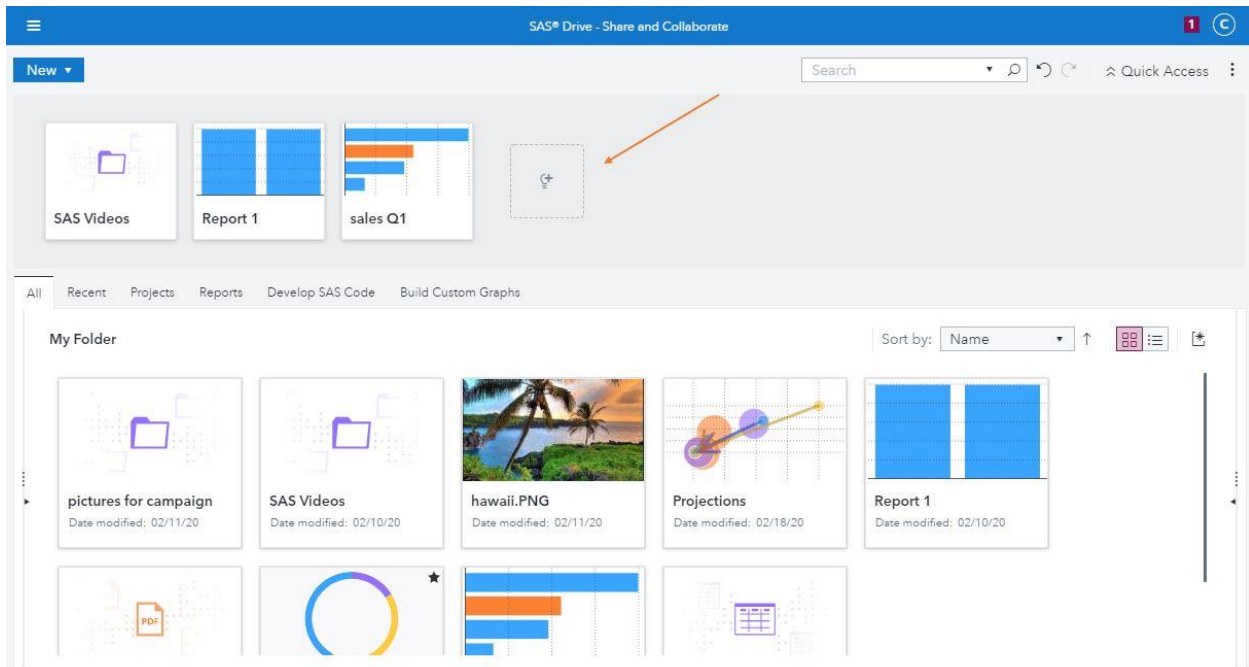 SAS® Drive - Share and Collaborate
1
C
New
Search
Quick Access
SAS Videos
Report 1
sales Q1
All
Recent
Projects
Reports
Develop SAS Code
Build Custom Graphs
My Folder
Sort by:
Name
pictures for campaign
Date modified: 02/11/20
SAS Videos
Date modified: 02/10/20
hawaii.PNG
Date modified: 02/11/20
Projections
Date modified: 02/18/20
Report 1
Date modified: 02/10/20
PDF